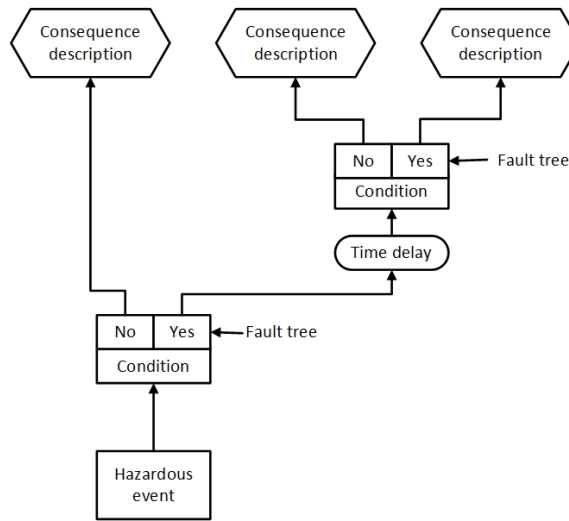 Consequence
description
Consequence
description
Consequence
description
No
Yes
Fault tree
Condition
Time delay
No
Yes
Fault tree
Condition
Hazardous
event